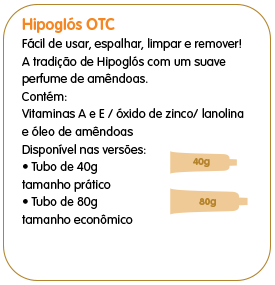 Hipoglós OTC
Fácil de usar, espalhar, limpar e remover!
A tradição de Hipoglós com um suave
perfume de amêndoas.
Contém:
Vitaminas A e E / óxido de zinco/ lanolina
e óleo de amêndoas
Disponível nas versões:
• Tubo de 40g
tamanho prático
• Tubo de 80g
tamanho econômico
40g
80g